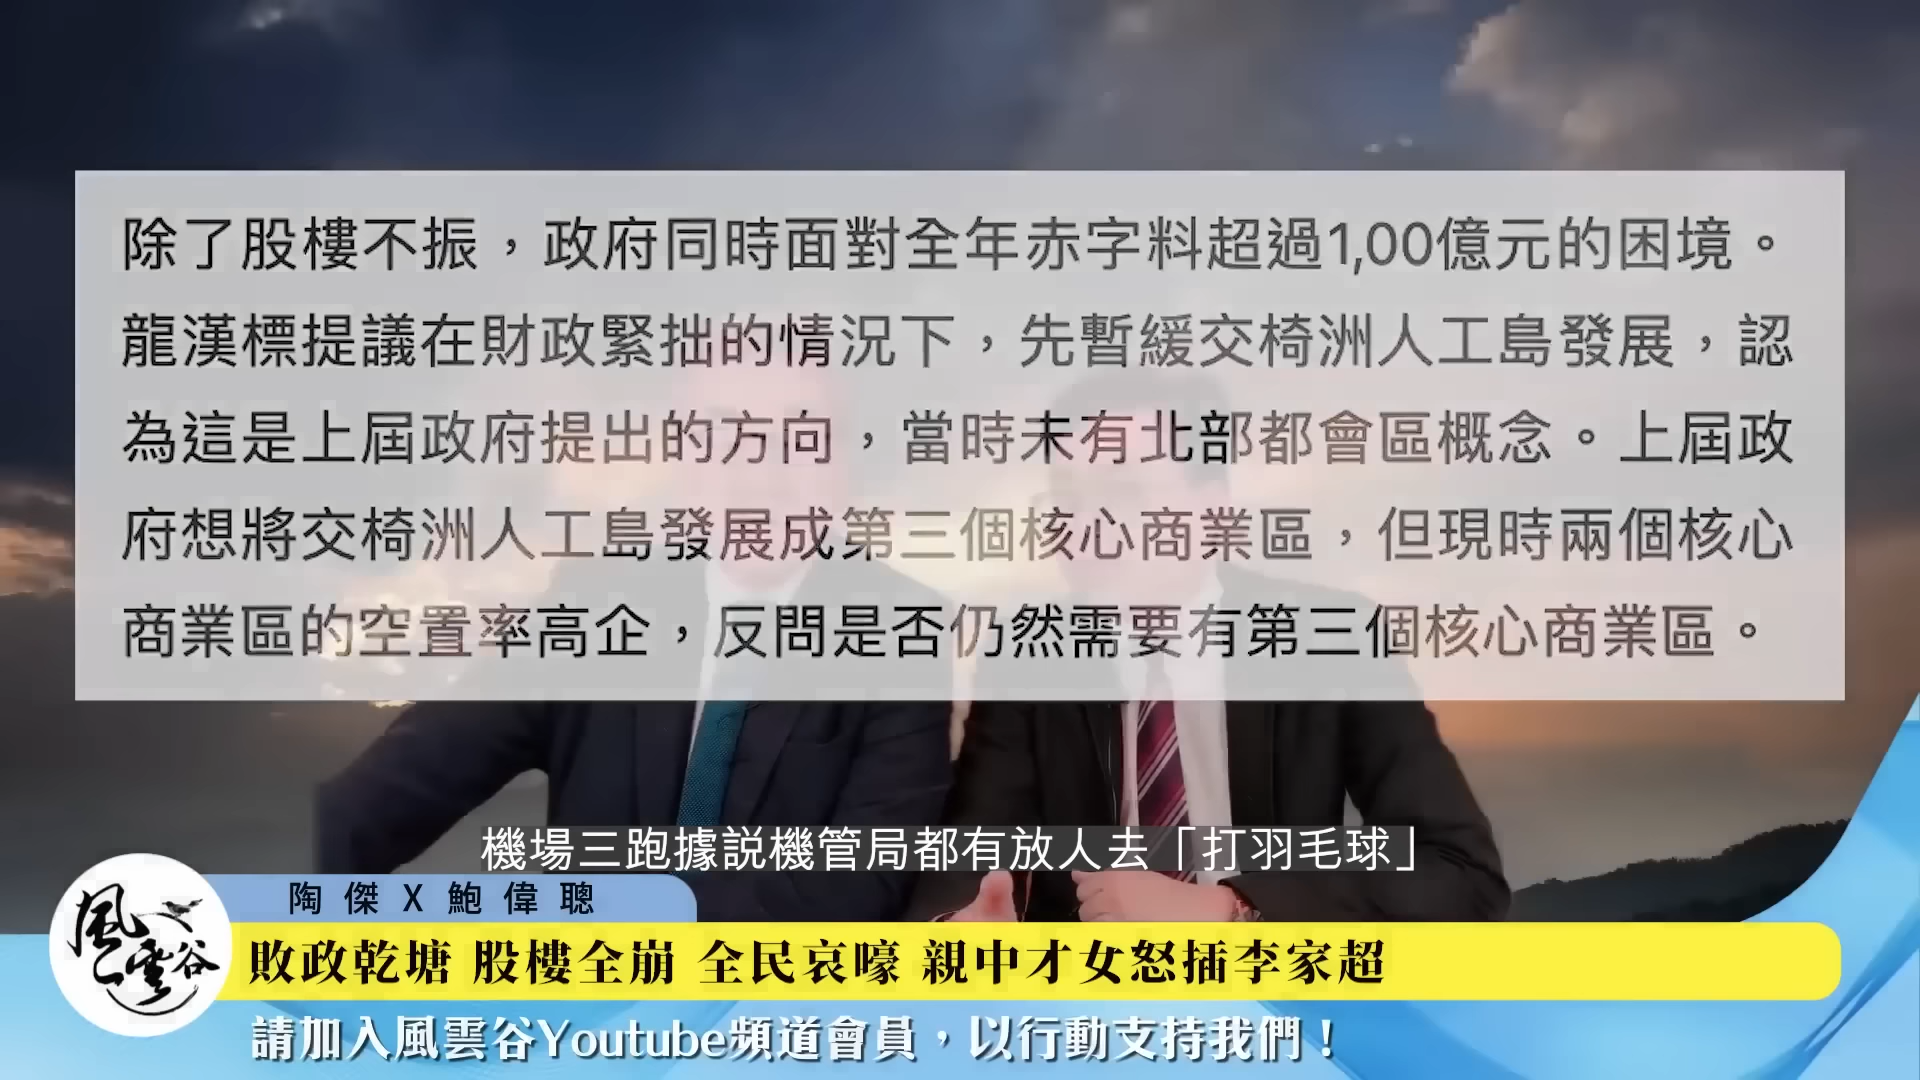 除了股樓不振，政府同時面對全年赤字料超過1,00億元的困境。
龍漢標提議在財政緊拙的情況下，先暫緩交椅洲人工島發展，認
為這是上屆政府提出的方向，當時未有北部都會區概念。上屆政
府想將交椅洲人工島發展成第三個核心商業區，但現時兩個核心
商業區的空置率高企，反問是否仍然需要有第三個核心商業區。
機場三跑據説機管局都有放人去「打羽毛球」
陶傑X鮑偉聰
風雲谷
敗政乾塘 股樓全崩 全民哀嚎 親中才女怒插李家超
請加入風雲谷Youtube頻道會員，以行動支持我們！